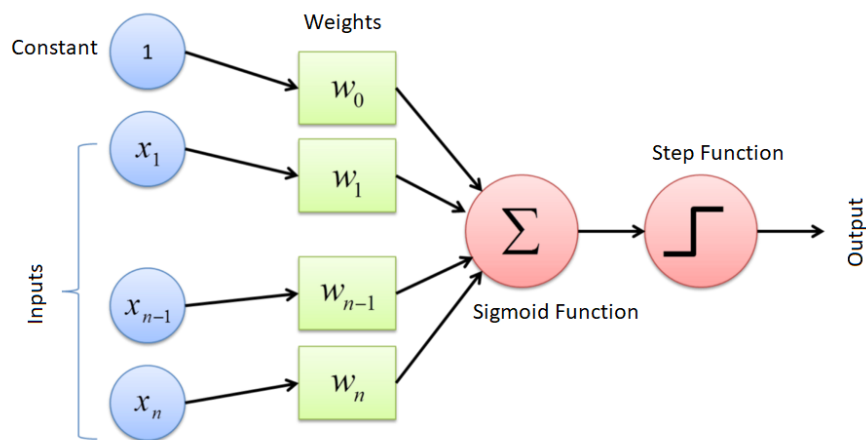 Weights
Constant
1
w0
x1
w1
Step Function
Σ
Output
Inputs
xn−1
wn−1
Sigmoid Function
xn
wn